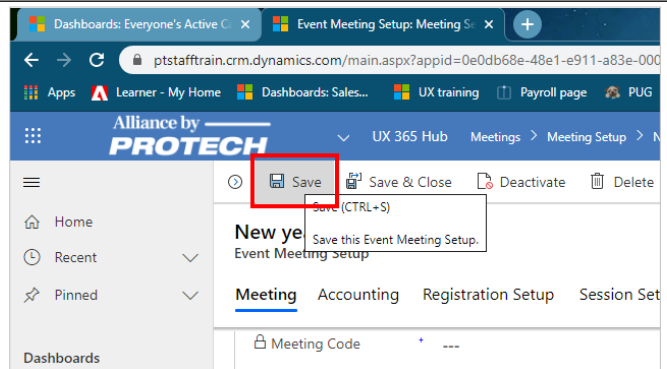 Dashboards: Everyone's Active C
Event Meeting Setup: Meeting Se
ptstafftrain.crm.dynamics.com/main.aspx?appid=0e0db68e-48e1-e911-a83e-000
Apps Learner - My Home Dashboards: Sales... UX training Payroll page PUG
Alliance by
PROTECH
UX 365 Hub Meetings > Meeting Setup > N
Save Save & Close Deactivate Delete
Save (CTRL+S)
Save this Event Meeting Setup.
Home
Recent
Pinned
Dashboards
New ye
Event Meeting Setup
Meeting Accounting Registration Setup Session Set
Meeting Code + ---